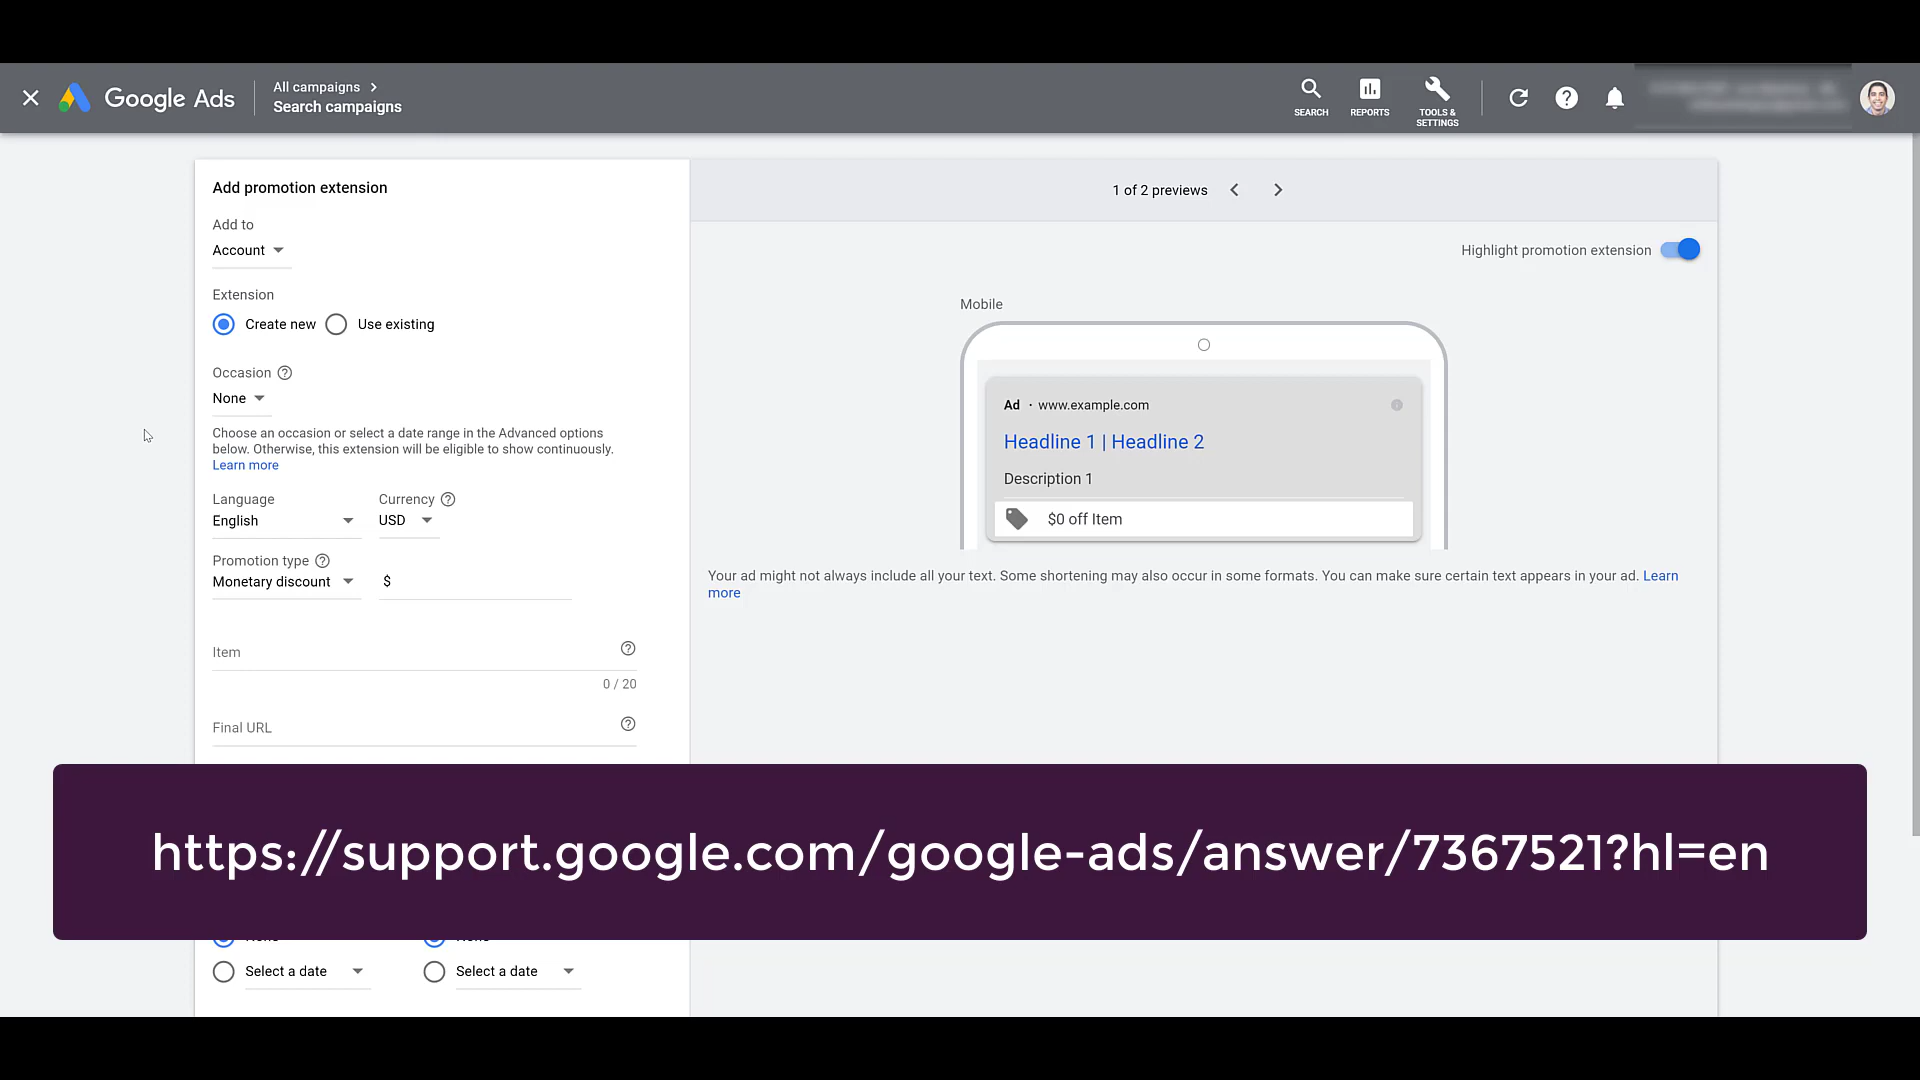 Google Ads
All campaigns
Search campaigns
SEARCH
REPORTS
TOOLS &
SETTINGS
Add promotion extension
Add to
Account
Extension
Create new
Use existing
Occasion
None
Choose an occasion or select a date range in the Advanced options
below. Otherwise, this extension will be eligible to show continuously.
Learn more
Language
Currency
English
USD
Promotion type
Monetary discount
$
Item
0 / 20
Final URL
1 of 2 previews
Highlight promotion extension
Mobile
Ad · www.example.com
Headline 1 | Headline 2
Description 1
$0 off Item
Your ad might not always include all your text. Some shortening may also occur in some formats. You can make sure certain text appears in your ad. Learn
more
https://support.google.com/google-ads/answer/7367521?hl=en
Select a date
Select a date